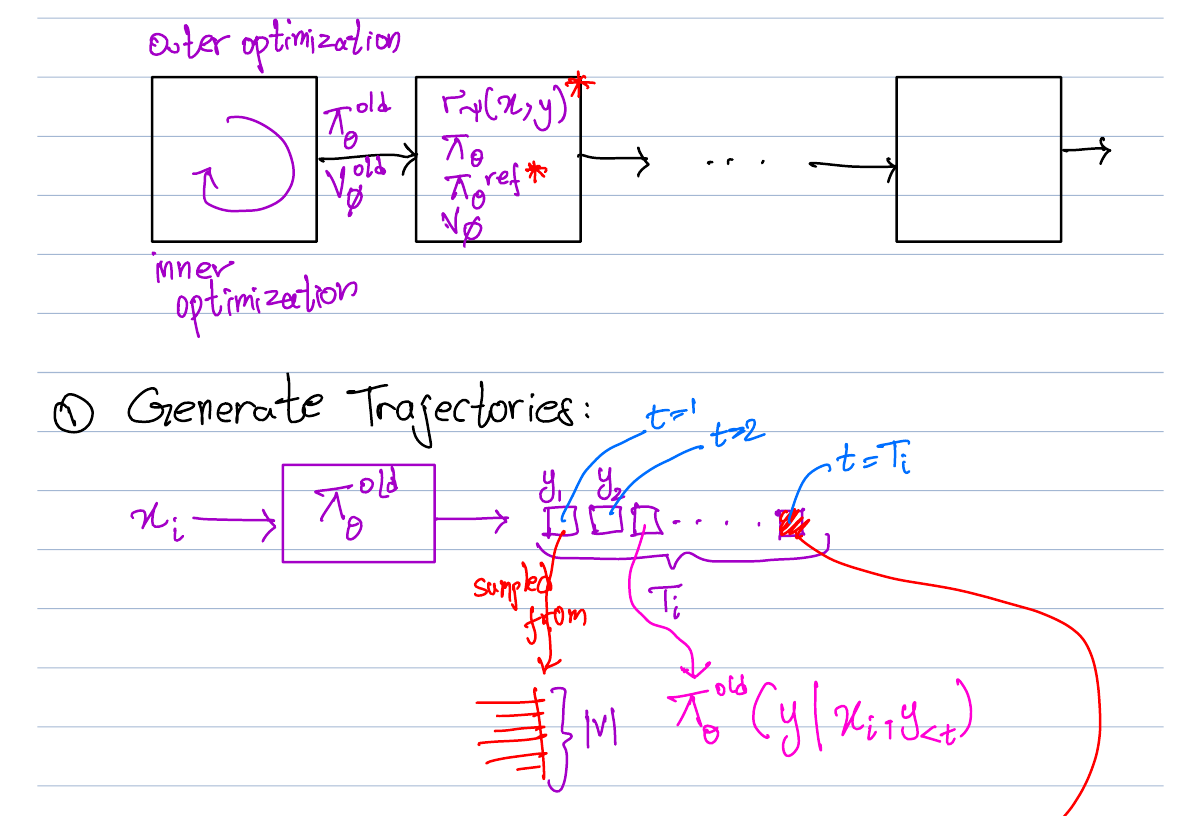 Outer optimization
π_θ^old
V_φ^old
r_ψ(x,y)*
π_θ
π_θ^ref *
V_φ
. . . .
inner
optimization
① Generate Trajectories:
t=1
t=2
t=T_i
x_i
π_θ^old
y_1 y_2
. . . . .
T_i
sampled
from
|V|
π_θ^old (y | x_i, y_<t)